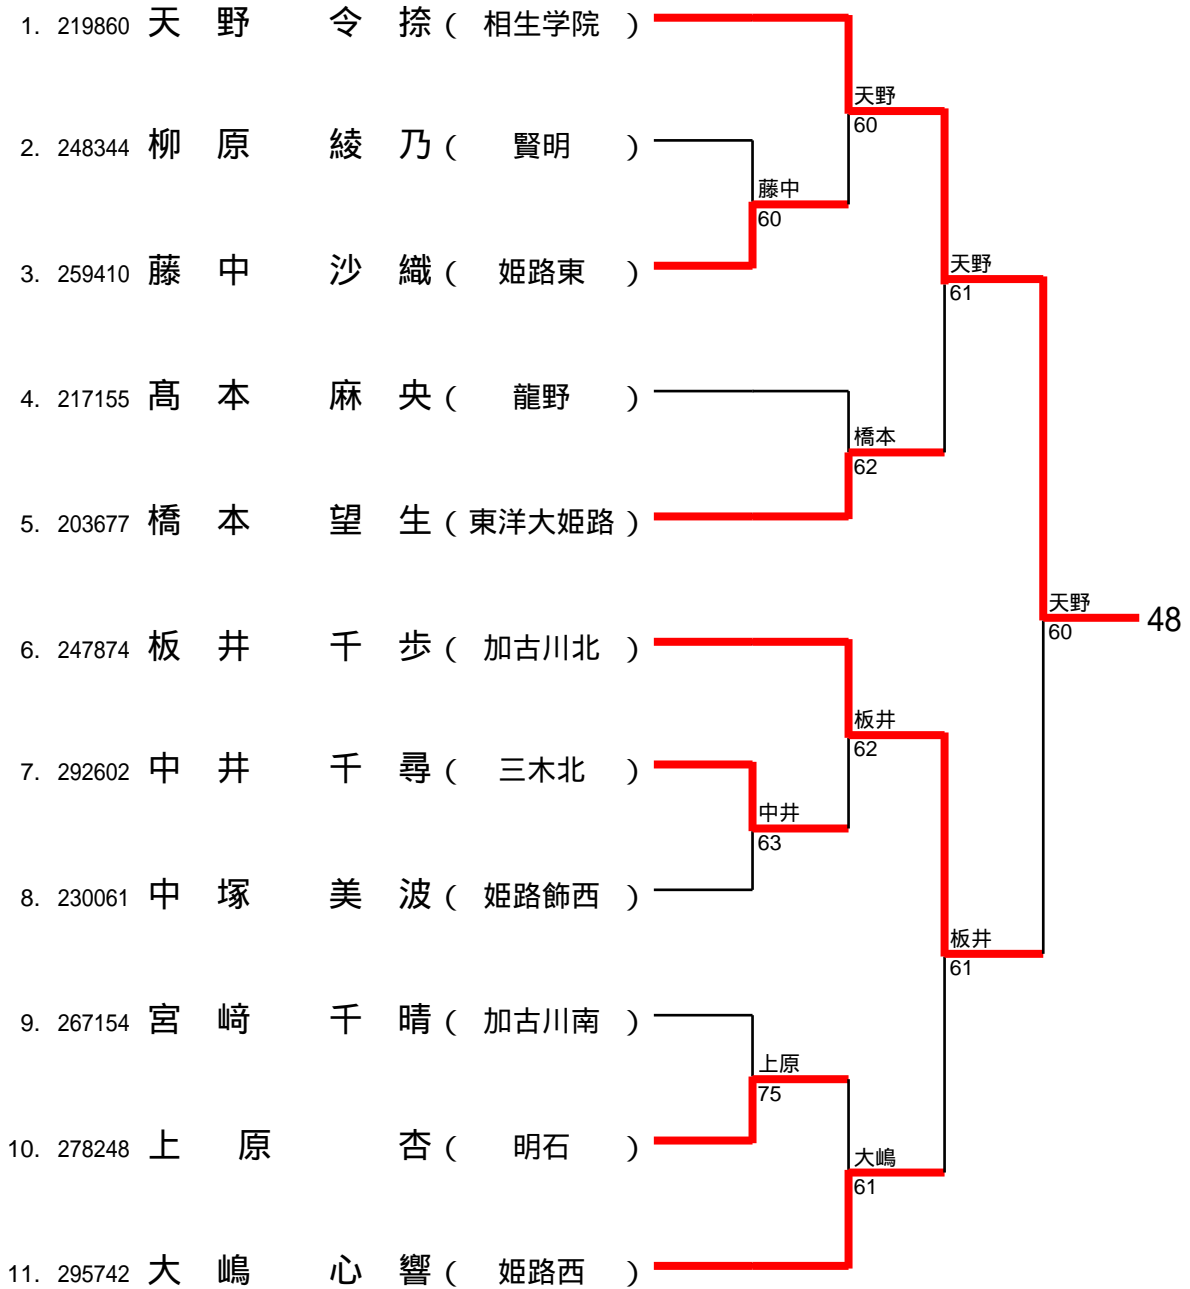 1. 219860 天野 令捺 ( 相生学院 )
天野
60
2. 248344 柳原 綾乃 ( 賢明 )
藤中
60
3. 259410 藤中 沙織 ( 姫路東 )
天野
61
4. 217155 髙本 麻央 ( 龍野 )
橋本
62
5. 203677 橋本 望生 ( 東洋大姫路 )
天野
60
48
6. 247874 板井 千歩 ( 加古川北 )
板井
62
7. 292602 中井 千尋 ( 三木北 )
中井
63
8. 230061 中塚 美波 ( 姫路飾西 )
板井
61
9. 267154 宮﨑 千晴 ( 加古川南 )
上原
75
10. 278248 上原 杏 ( 明石 )
大嶋
61
11. 295742 大嶋 心響 ( 姫路西 )